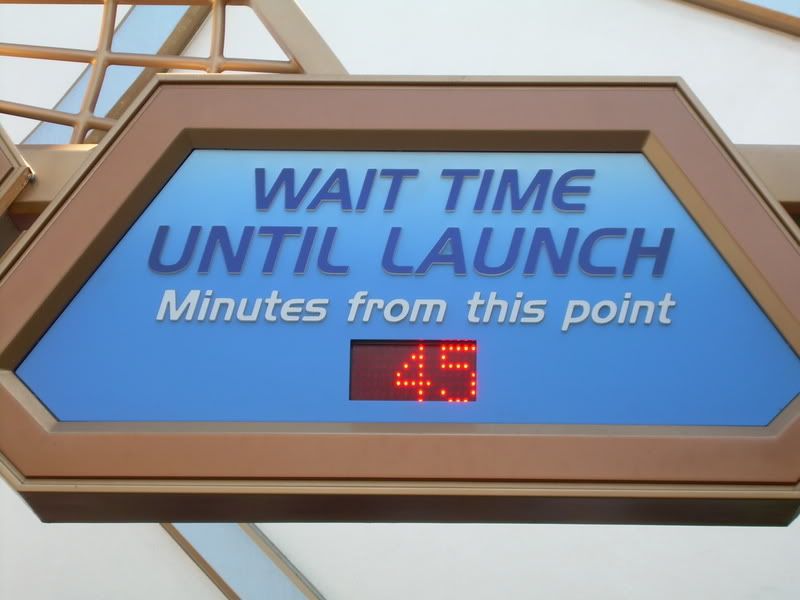 WAIT TIME
UNTIL LAUNCH
Minutes from this point
45